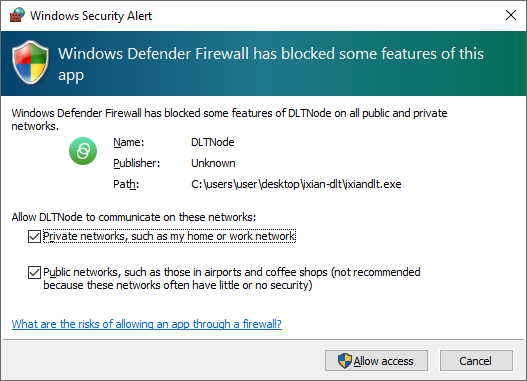 Windows Security Alert
Windows Defender Firewall has blocked some features of this
app
Windows Defender Firewall has blocked some features of DLTNode on all public and private
networks.
Name: DLTNode
Publisher: Unknown
Path: C:\users\user\desktop\ixian-dlt\ixiandlt.exe
Allow DLTNode to communicate on these networks:
Private networks, such as my home or work network
Public networks, such as those in airports and coffee shops (not recommended
because these networks often have little or no security)
What are the risks of allowing an app through a firewall?
Allow access Cancel